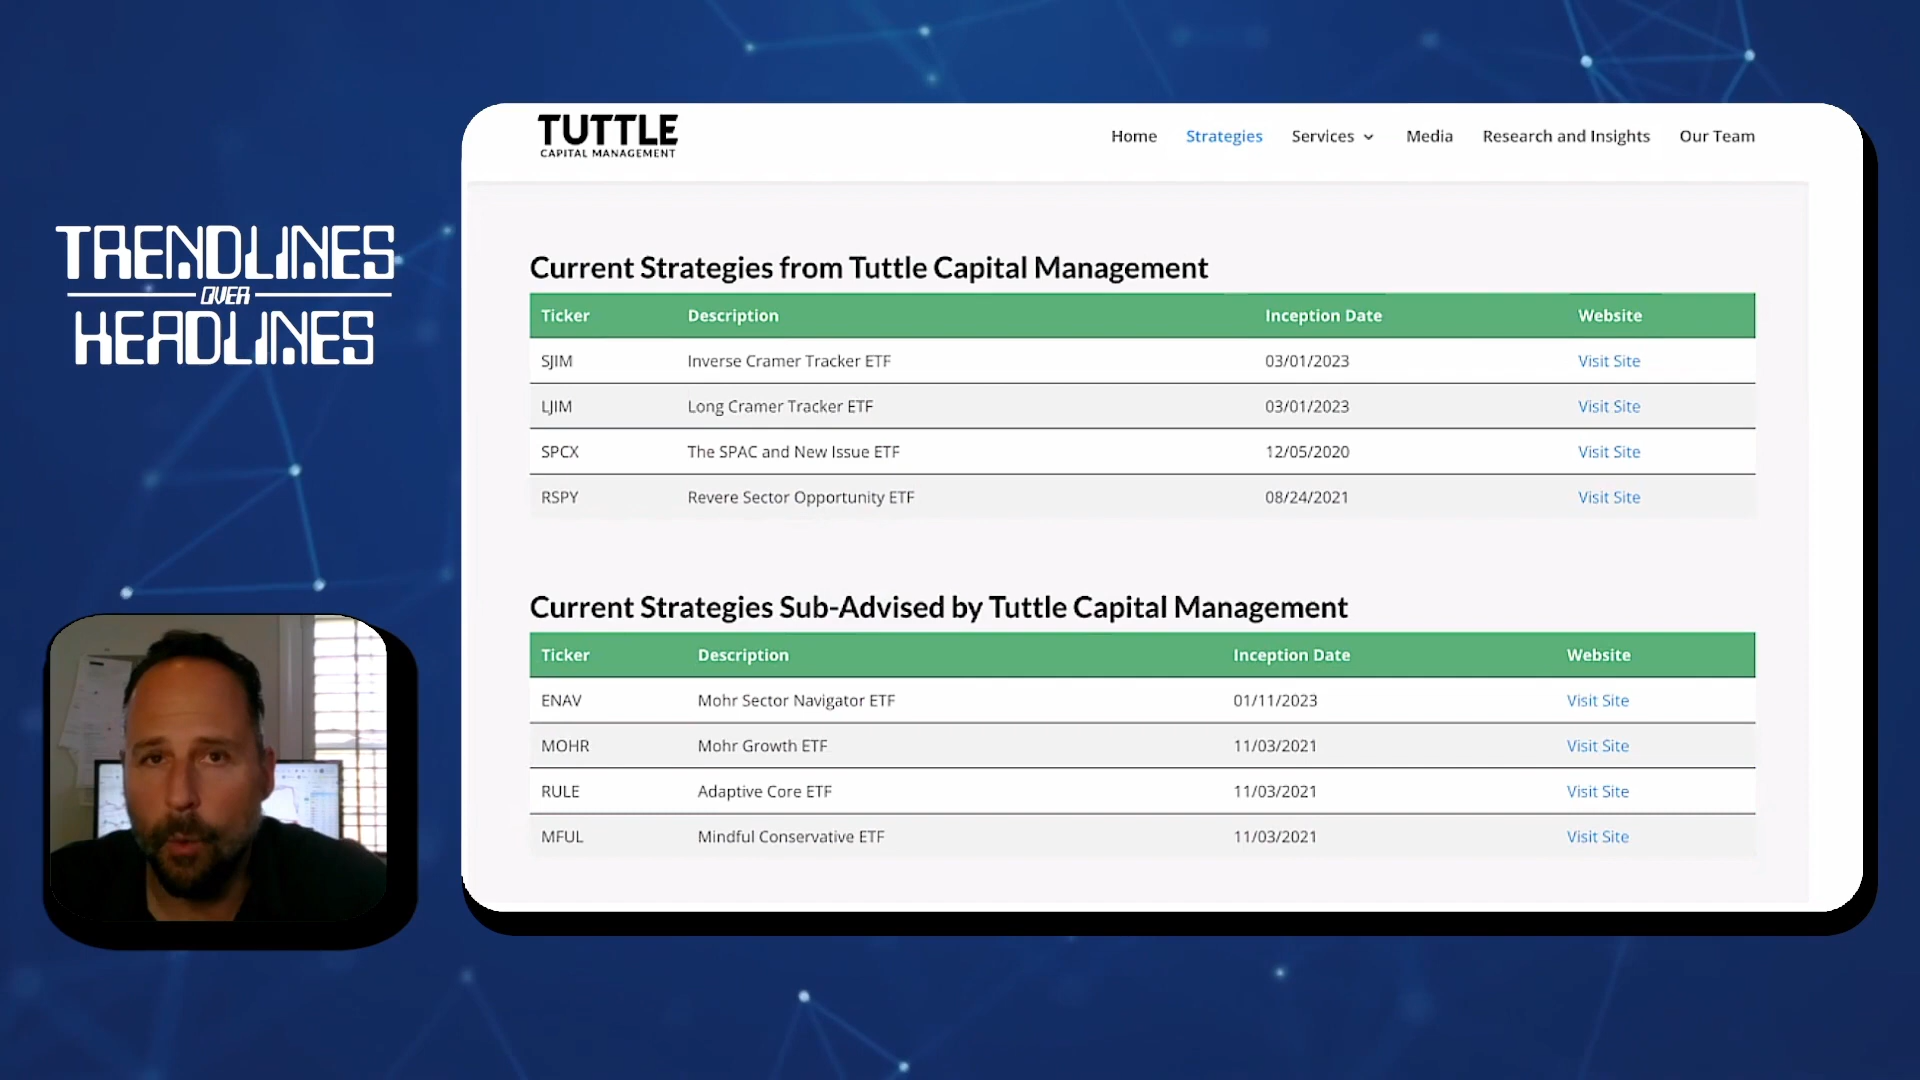 TRENDLINES
OVER
HEADLINES
TUTTLE
CAPITAL MANAGEMENT
Home Strategies Services Media Research and Insights Our Team
Current Strategies from Tuttle Capital Management
Ticker Description Inception Date Website
SJIM Inverse Cramer Tracker ETF 03/01/2023 Visit Site
LJIM Long Cramer Tracker ETF 03/01/2023 Visit Site
SPCX The SPAC and New Issue ETF 12/05/2020 Visit Site
RSPY Revere Sector Opportunity ETF 08/24/2021 Visit Site
Current Strategies Sub-Advised by Tuttle Capital Management
Ticker Description Inception Date Website
ENAV Mohr Sector Navigator ETF 01/11/2023 Visit Site
MOHR Mohr Growth ETF 11/03/2021 Visit Site
RULE Adaptive Core ETF 11/03/2021 Visit Site
MFUL Mindful Conservative ETF 11/03/2021 Visit Site